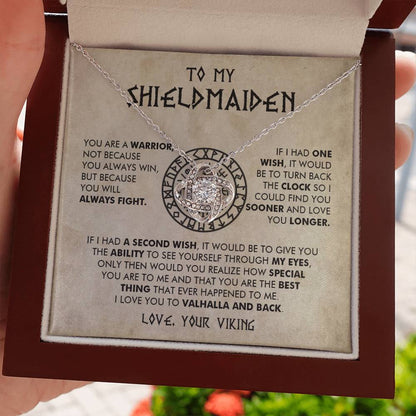 TO MY
SHIELDMAIDEN
YOU ARE A WARRIOR,
NOT BECAUSE
YOU ALWAYS WIN,
BUT BECAUSE
YOU WILL
ALWAYS FIGHT.
IF I HAD ONE
WISH, IT WOULD
BE TO TURN BACK
THE CLOCK SO I
COULD FIND YOU
SOONER AND LOVE
YOU LONGER.
IF I HAD A SECOND WISH, IT WOULD BE TO GIVE YOU
THE ABILITY TO SEE YOURSELF THROUGH MY EYES,
ONLY THEN WOULD YOU REALIZE HOW SPECIAL
YOU ARE TO ME AND THAT YOU ARE THE BEST
THING THAT EVER HAPPENED TO ME.
I LOVE YOU TO VALHALLA AND BACK.
LOVE, YOUR VIKING